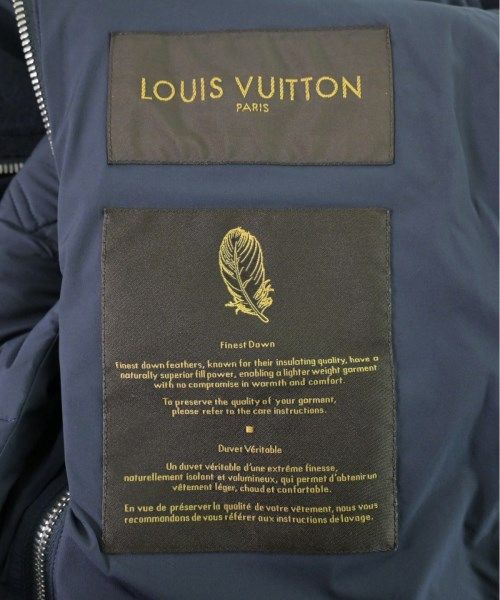 LOUIS VUITTON
PARIS
Finest Down
Finest down feathers, known for their insulating quality, have a
naturally superior fill power, enabling a lighter weight garment
with no compromise in warmth and comfort.
To preserve the quality of your garment,
please refer to the care instructions.
Duvet Véritable
Un duvet véritable d'une extrême finesse,
naturellement isolant et volumineux, qui permet d'obtenir un
vêtement léger, chaud et confortable.
En vue de préserver la qualité de votre vêtement, nous vous
recommandons de vous référer aux instructions de lavage.